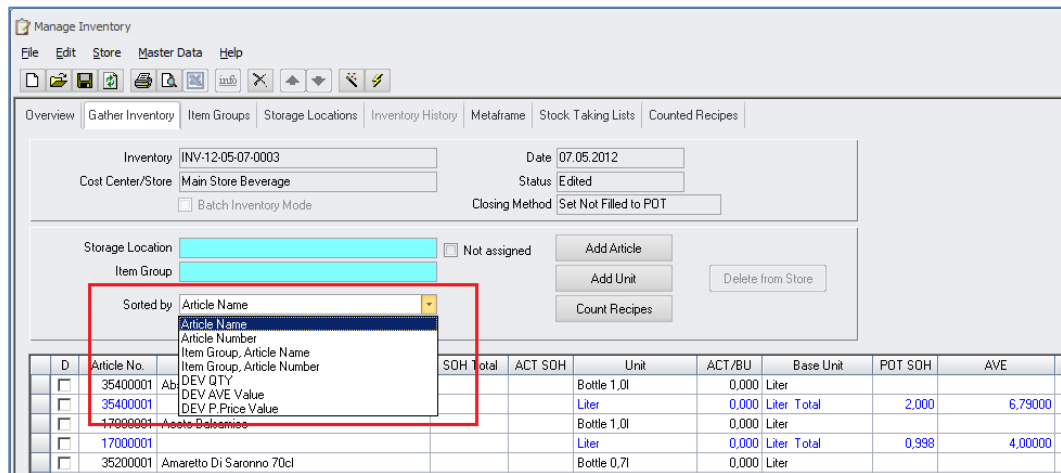 Manage Inventory
File Edit Store Master Data Help
info
Overview Gather Inventory Item Groups Storage Locations Inventory History Metaframe Stock Taking Lists Counted Recipes
Inventory INV-12-05-07-0003 Date 07.05.2012
Cost Center/Store Main Store Beverage Status Edited
Batch Inventory Mode Closing Method Set Not Filled to POT
Storage Location Not assigned Add Article
Item Group Add Unit Delete from Store
Sorted by Article Name Count Recipes
Article Name
Article Number
Item Group, Article Name
Item Group, Article Number
DEV QTY
DEV AVE Value
DEV P.Price Value
D Article No. SOH Total ACT SOH Unit ACT/BU Base Unit POT SOH AVE
35400001 Abs Bottle 1,0l 0,000 Liter
35400001 Liter 0,000 Liter Total 2,000 6,79000
17000001 Aceto Balsamico Bottle 1,0l 0,000 Liter
17000001 Liter 0,000 Liter Total 0,998 4,00000
35200001 Amaretto Di Saronno 70cl Bottle 0,7l 0,000 Liter